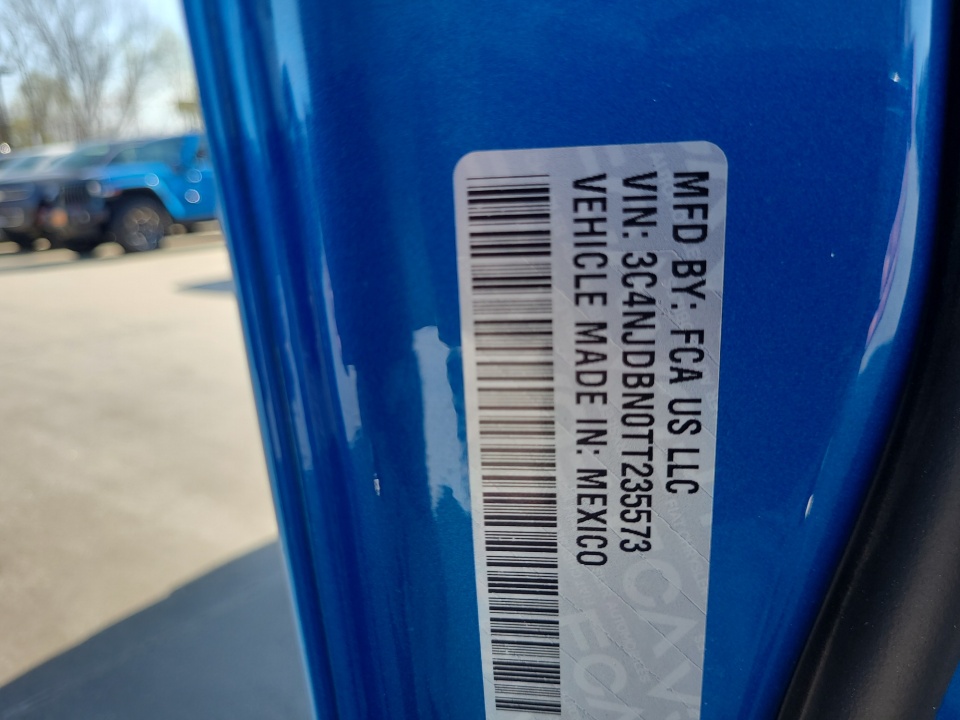 MFD BY: FCA US LLC
VIN: 3C4NJDBN0TT235573
VEHICLE MADE IN: MEXICO